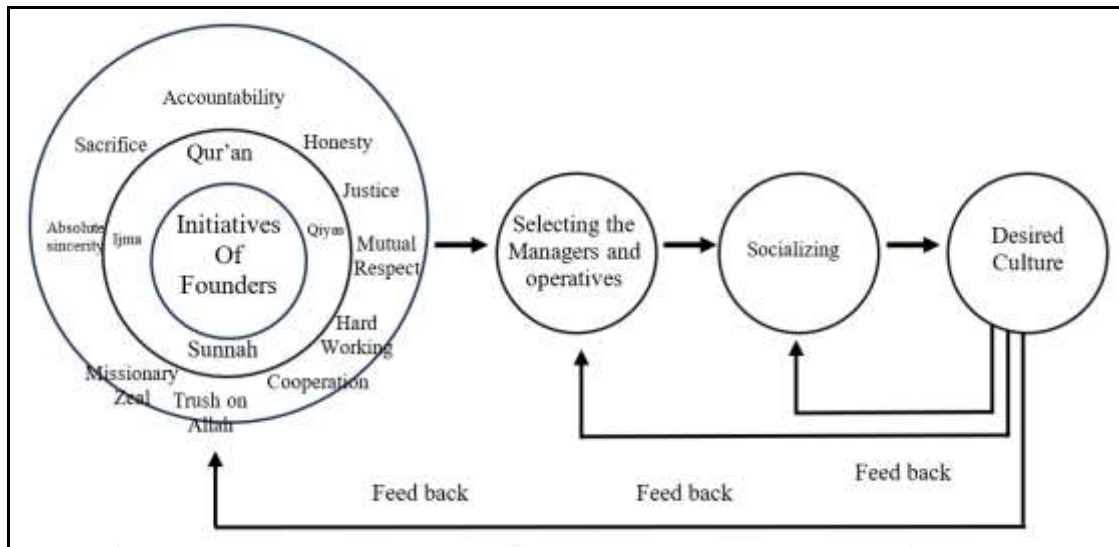 Accountability
Sacrifice
Honesty
Qur'an
Justice
Absolute
sincerity
Ijma
Initiatives
Of
Founders
Qiyas
Mutual
Respect
Sunnah
Hard
Working
Missionary
Zeal
Trush on
Allah
Cooperation
Selecting the
Managers and
operatives
Socializing
Desired
Culture
Feed back
Feed back
Feed back